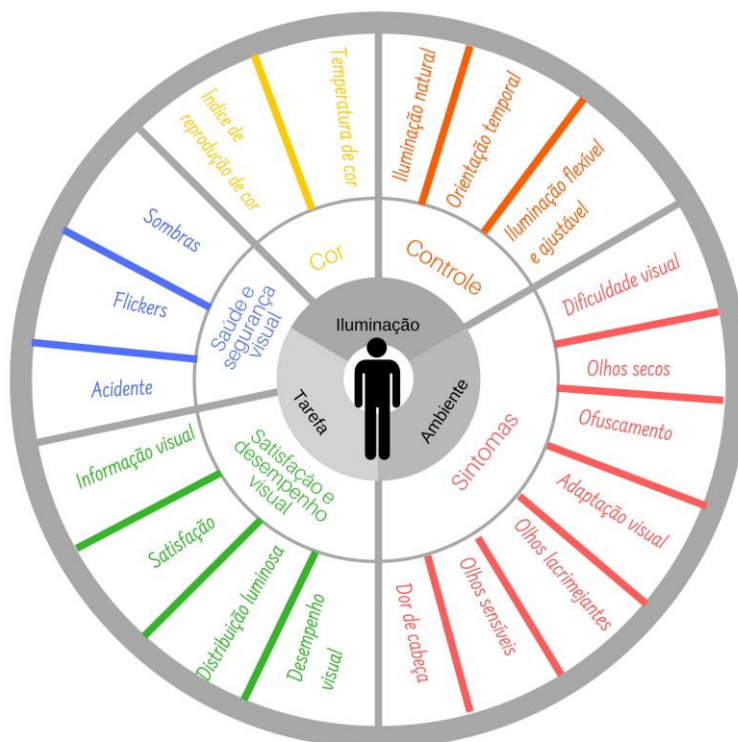 Iluminação natural
Orientação temporal
Iluminação flexível
e ajustável
Controle
Dificuldade visual
Olhos secos
Ofuscamento
Adaptação visual
Olhos lacrimejantes
Olhos sensíveis
Dor de cabeça
Sintomas
Desempenho
visual
Distribuição luminosa
Satisfação
Informação visual
Satisfação e
desempenho
visual
Acidente
Flickers
Sombras
Saúde e
segurança
visual
Índice de
reprodução de cor
Temperatura de cor
Cor
Iluminação
Ambiente
Tarefa